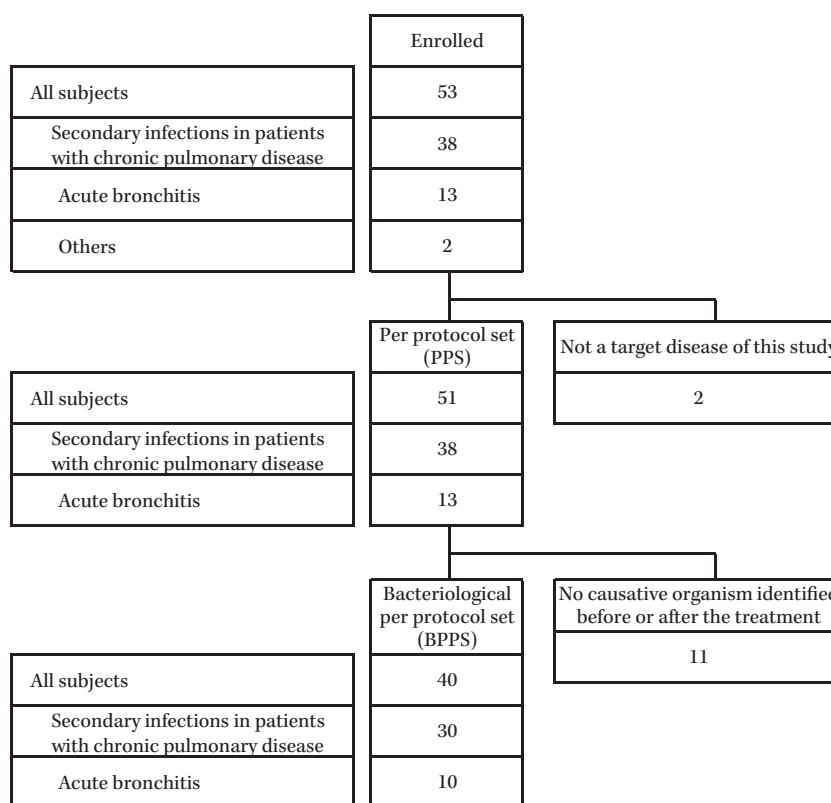 Enrolled
All subjects 53
Secondary infections in patients
with chronic pulmonary disease 38
Acute bronchitis 13
Others 2
Per protocol set
(PPS)
Not a target disease of this study
All subjects 51 2
Secondary infections in patients
with chronic pulmonary disease 38
Acute bronchitis 13
Bacteriological
per protocol set
(BPPS)
No causative organism identified
before or after the treatment
11
All subjects 40
Secondary infections in patients
with chronic pulmonary disease 30
Acute bronchitis 10